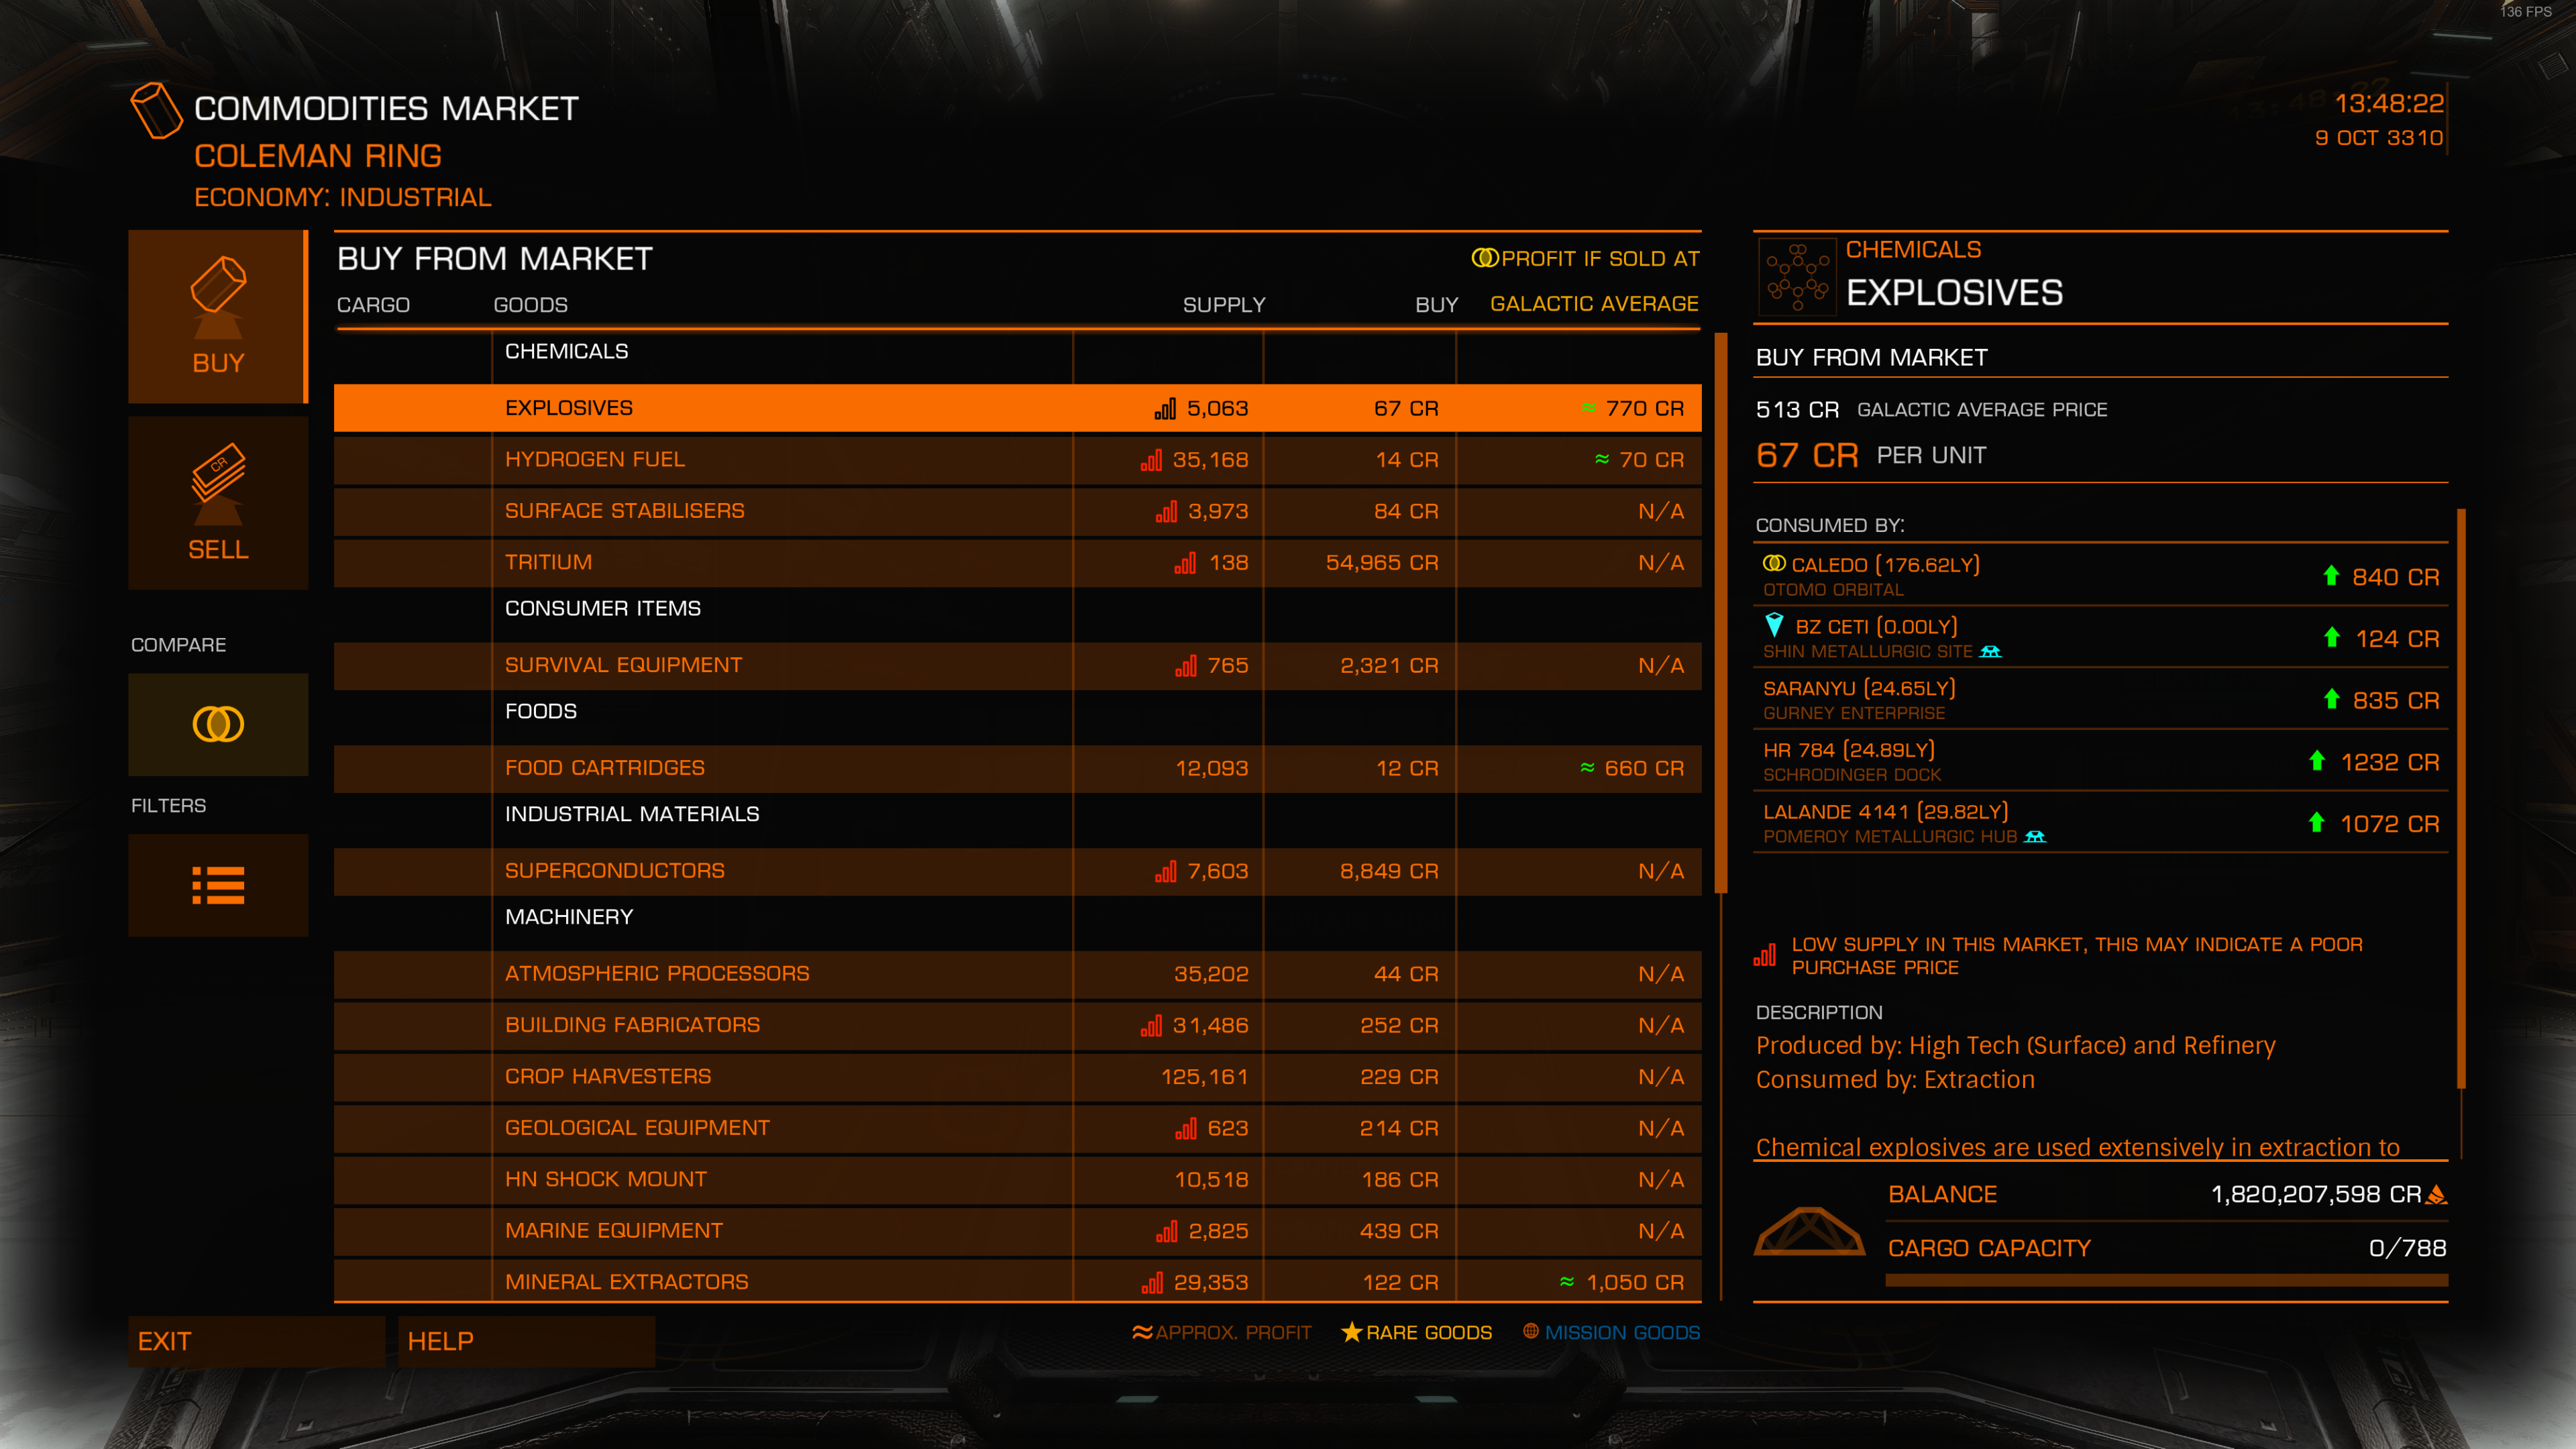 136 FPS
COMMODITIES MARKET
COLEMAN RING
ECONOMY: INDUSTRIAL
13:48:22
9 OCT 3310
BUY
SELL
COMPARE
FILTERS
BUY FROM MARKET
PROFIT IF SOLD AT
CARGO GOODS SUPPLY BUY GALACTIC AVERAGE
CHEMICALS
EXPLOSIVES 5,063 67 CR ≈ 770 CR
HYDROGEN FUEL 35,168 14 CR ≈ 70 CR
SURFACE STABILISERS 3,973 84 CR N/A
TRITIUM 138 54,965 CR N/A
CONSUMER ITEMS
SURVIVAL EQUIPMENT 765 2,321 CR N/A
FOODS
FOOD CARTRIDGES 12,093 12 CR ≈ 660 CR
INDUSTRIAL MATERIALS
SUPERCONDUCTORS 7,603 8,849 CR N/A
MACHINERY
ATMOSPHERIC PROCESSORS 35,202 44 CR N/A
BUILDING FABRICATORS 31,486 252 CR N/A
CROP HARVESTERS 125,161 229 CR N/A
GEOLOGICAL EQUIPMENT 623 214 CR N/A
HN SHOCK MOUNT 10,518 186 CR N/A
MARINE EQUIPMENT 2,825 439 CR N/A
MINERAL EXTRACTORS 29,353 122 CR ≈ 1,050 CR
≈APPROX. PROFIT RARE GOODS MISSION GOODS
CHEMICALS
EXPLOSIVES
BUY FROM MARKET
513 CR GALACTIC AVERAGE PRICE
67 CR PER UNIT
CONSUMED BY:
CALEDO (176.62LY) 840 CR
OTOMO ORBITAL
BZ CETI (0.00LY) 124 CR
SHIN METALLURGIC SITE
SARANYU (24.65LY) 835 CR
GURNEY ENTERPRISE
HR 784 (24.89LY) 1232 CR
SCHRODINGER DOCK
LALANDE 4141 (29.82LY) 1072 CR
POMEROY METALLURGIC HUB
LOW SUPPLY IN THIS MARKET, THIS MAY INDICATE A POOR
PURCHASE PRICE
DESCRIPTION
Produced by: High Tech (Surface) and Refinery
Consumed by: Extraction
Chemical explosives are used extensively in extraction to
BALANCE 1,820,207,598 CR
CARGO CAPACITY 0/788
EXIT
HELP